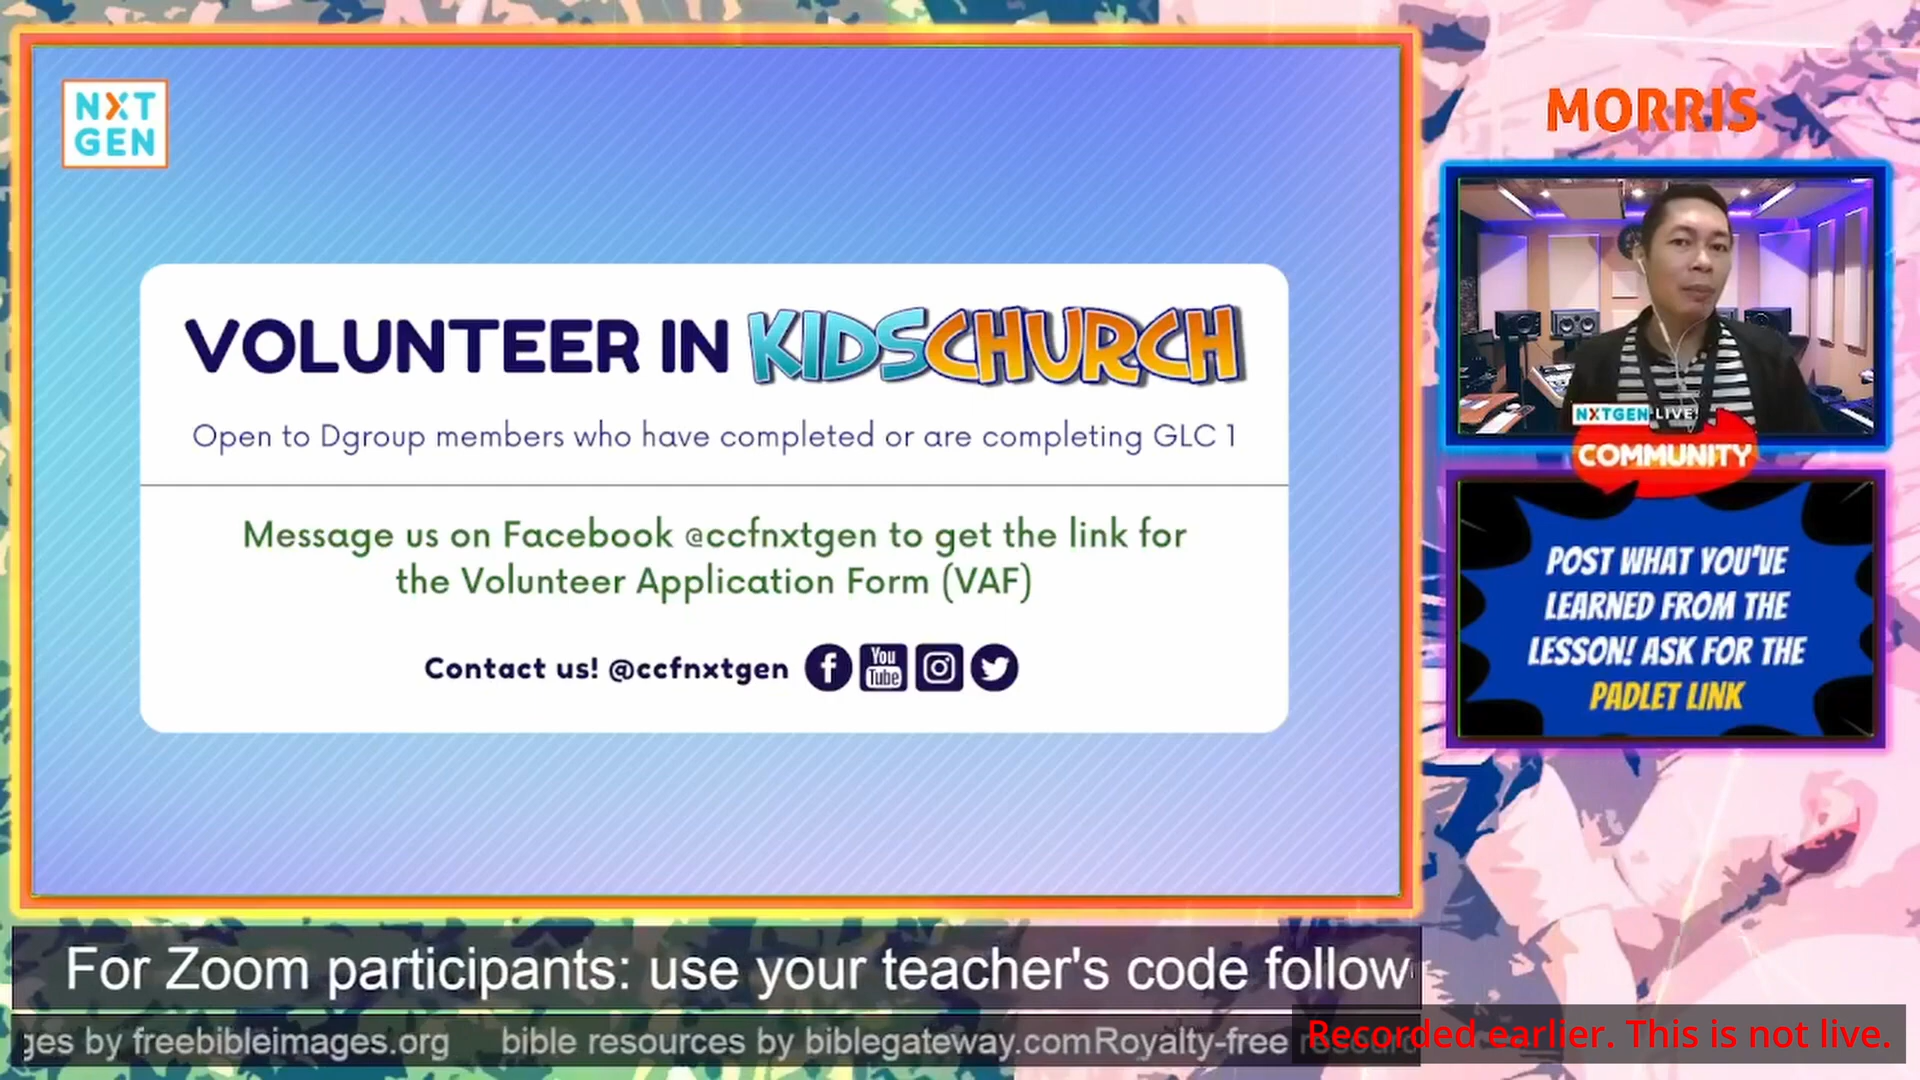 NXT
GEN
VOLUNTEER IN KIDSCHURCH
Open to Dgroup members who have completed or are completing GLC 1
Message us on Facebook @ccfnxtgen to get the link for
the Volunteer Application Form (VAF)
Contact us! @ccfnxtgen
You
Tube
MORRIS
NXTGEN LIVE!
COMMUNITY
POST WHAT YOU'VE
LEARNED FROM THE
LESSON! ASK FOR THE
PADLET LINK
For Zoom participants: use your teacher's code follow
ges by freebibleimages.org bible resources by biblegateway.comRoyalty-free
Recorded earlier. This is not live.